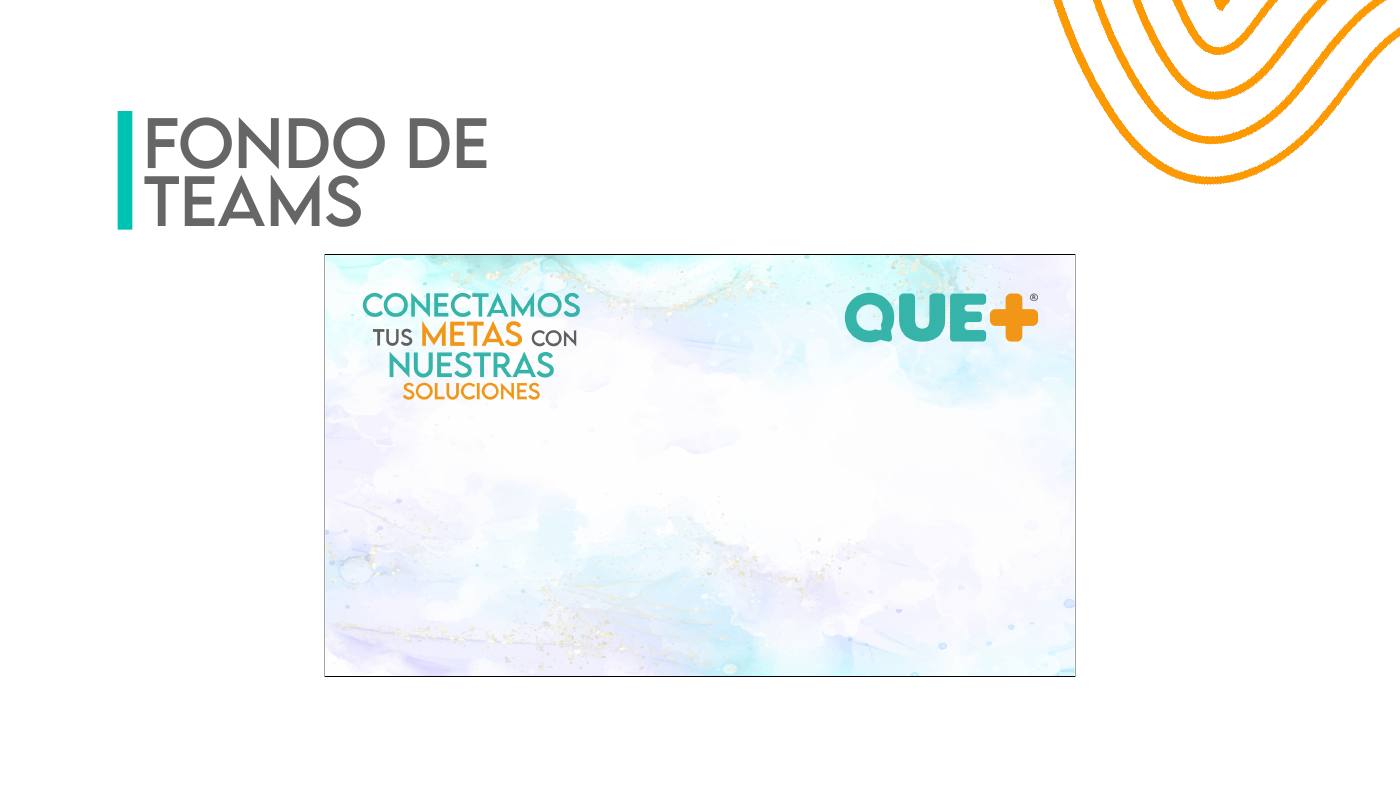 FONDO DE
TEAMS
CONECTAMOS
TUS METAS CON
NUESTRAS
SOLUCIONES
QUE+®